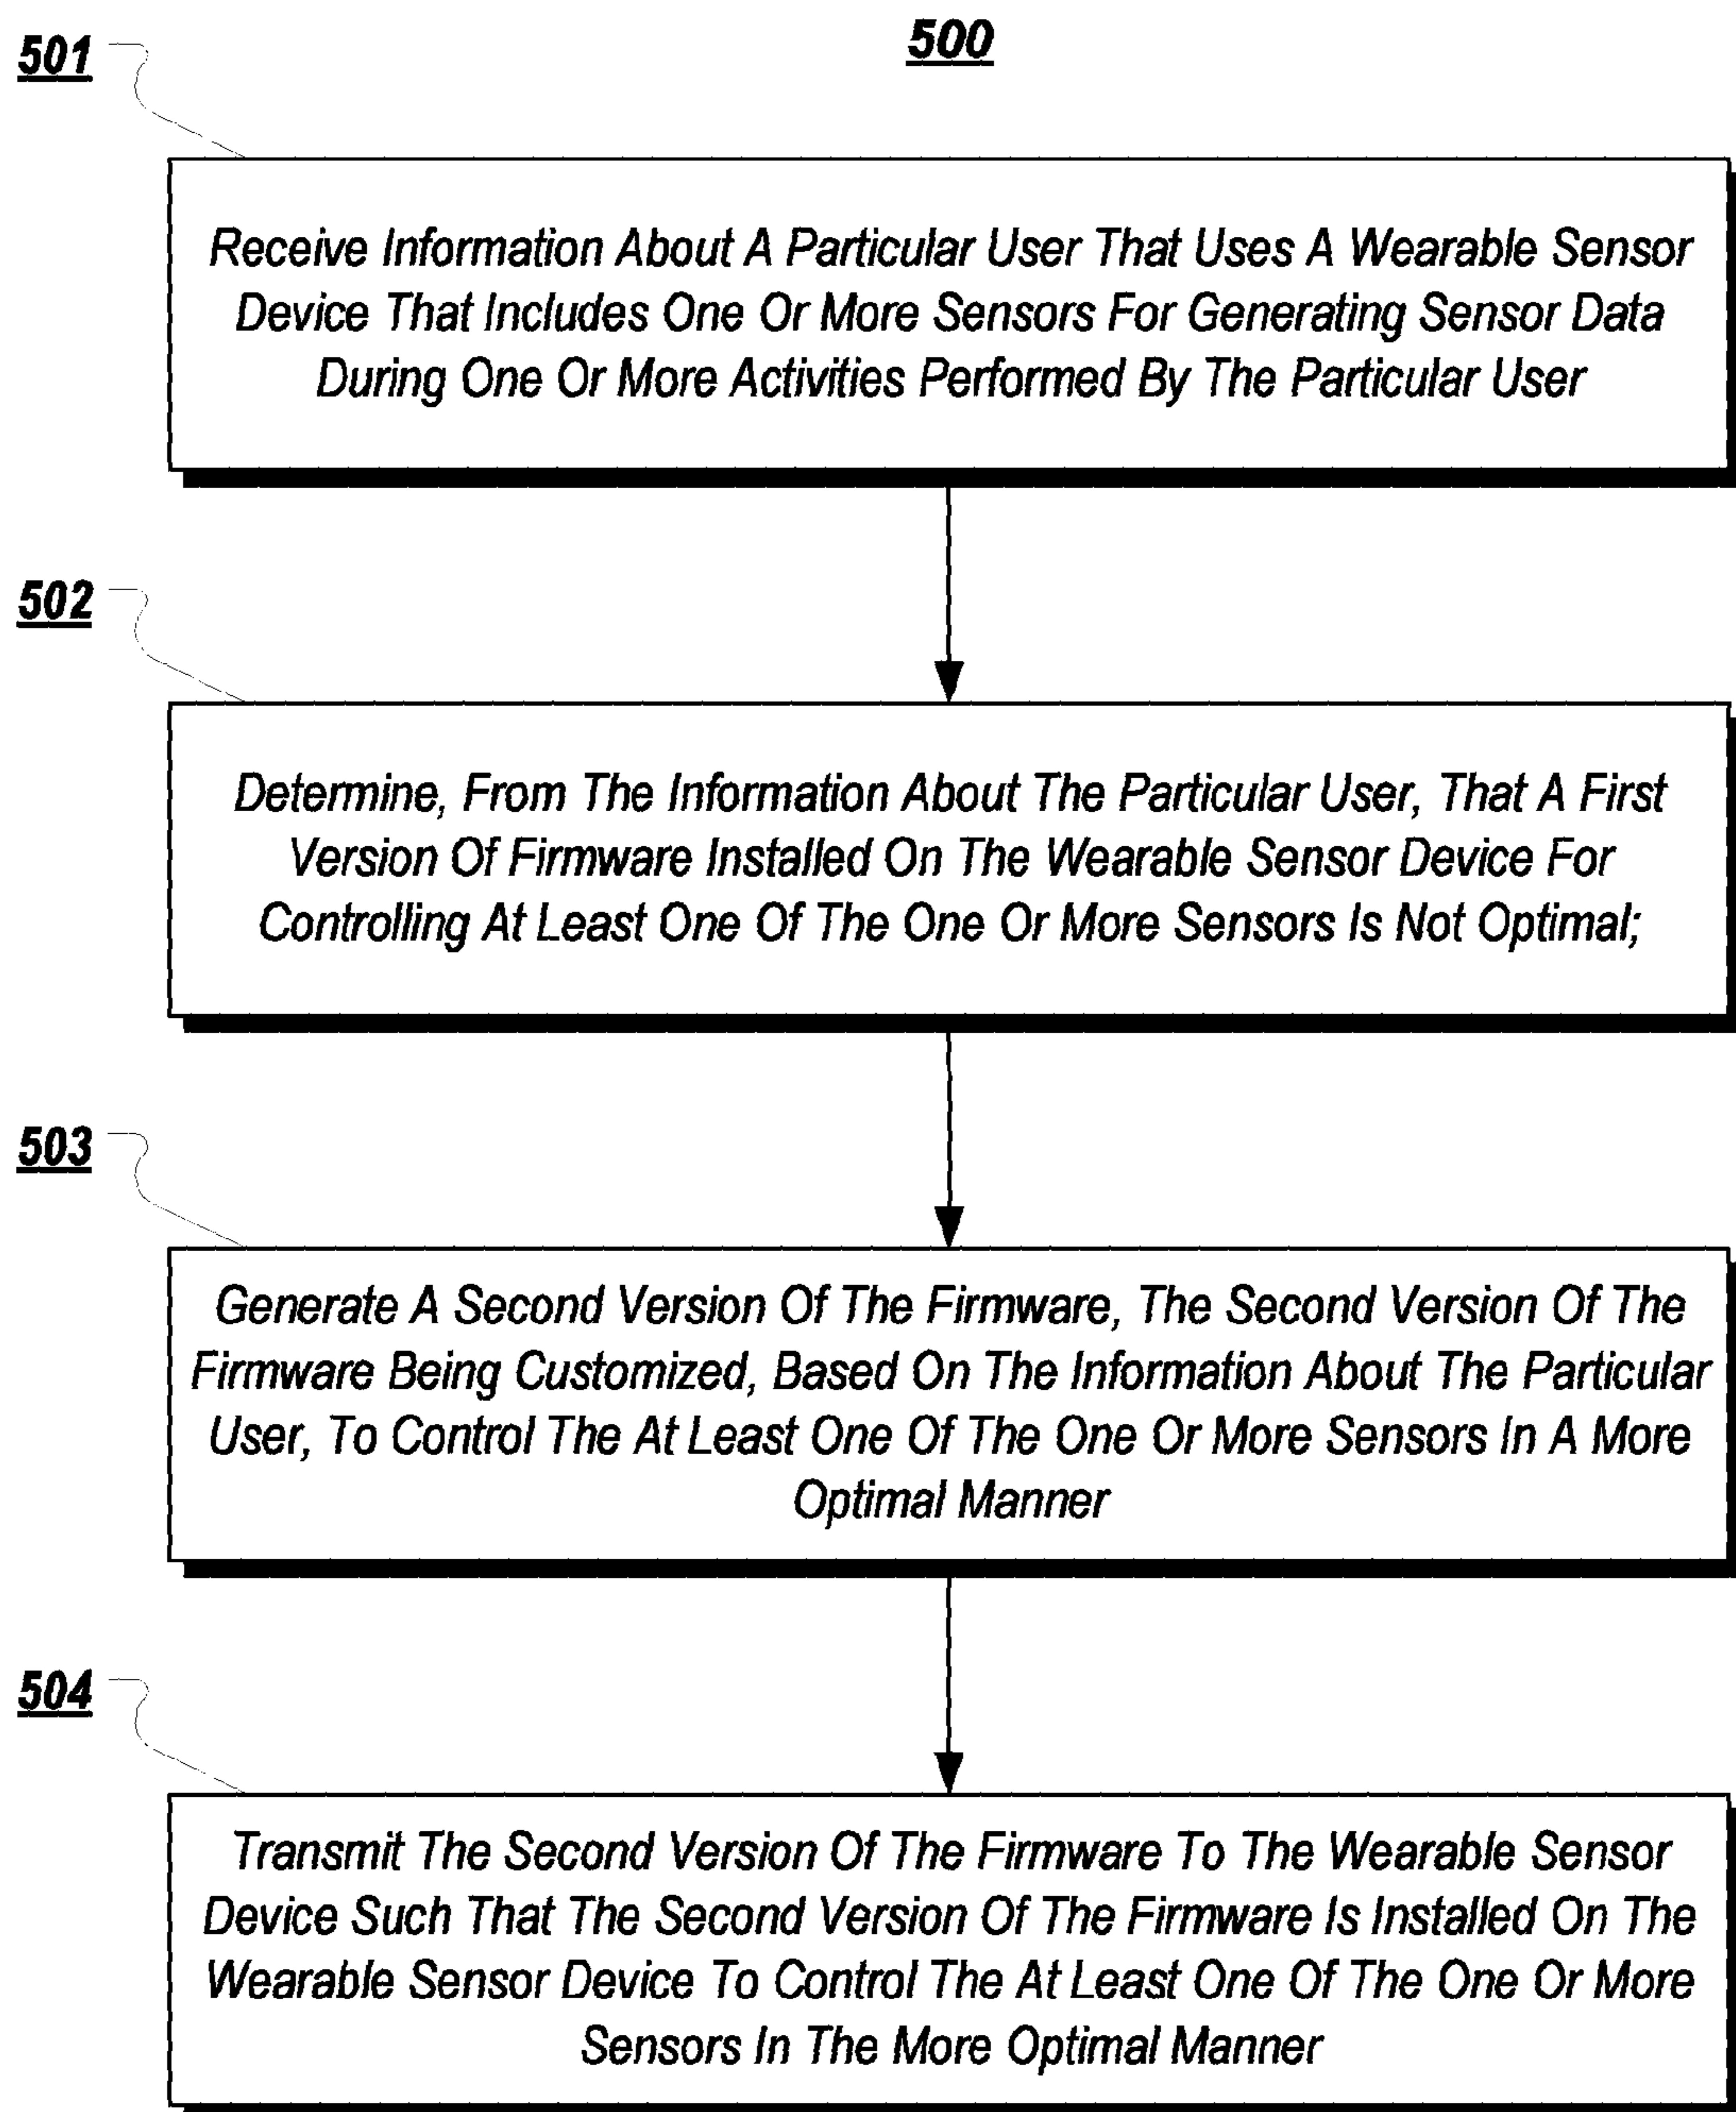 500
501
Receive Information About A Particular User That Uses A Wearable Sensor
Device That Includes One Or More Sensors For Generating Sensor Data
During One Or More Activities Performed By The Particular User
502
Determine, From The Information About The Particular User, That A First
Version Of Firmware Installed On The Wearable Sensor Device For
Controlling At Least One Of The One Or More Sensors Is Not Optimal;
503
Generate A Second Version Of The Firmware, The Second Version Of The
Firmware Being Customized, Based On The Information About The Particular
User, To Control The At Least One Of The One Or More Sensors In A More
Optimal Manner
504
Transmit The Second Version Of The Firmware To The Wearable Sensor
Device Such That The Second Version Of The Firmware Is Installed On The
Wearable Sensor Device To Control The At Least One Of The One Or More
Sensors In The More Optimal Manner